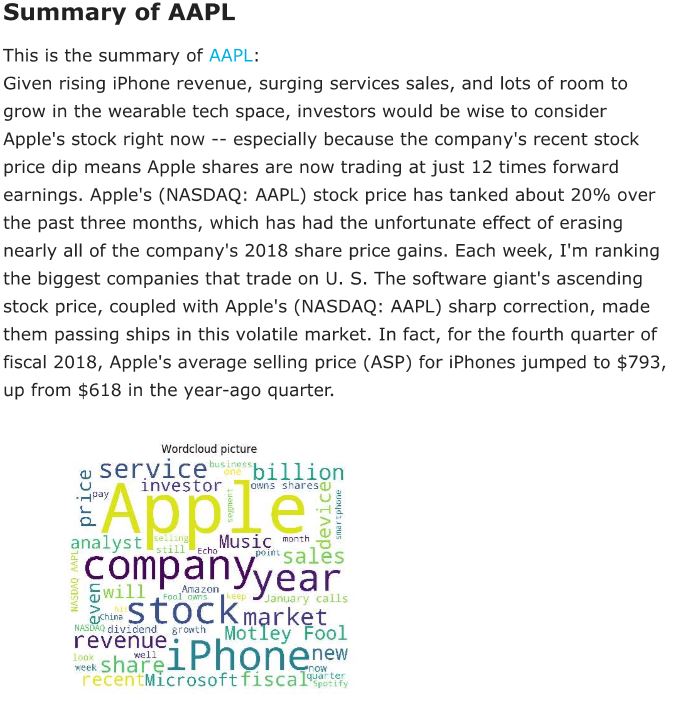 Summary of AAPL
This is the summary of AAPL:
Given rising iPhone revenue, surging services sales, and lots of room to
grow in the wearable tech space, investors would be wise to consider
Apple's stock right now -- especially because the company's recent stock
price dip means Apple shares are now trading at just 12 times forward
earnings. Apple's (NASDAQ: AAPL) stock price has tanked about 20% over
the past three months, which has had the unfortunate effect of erasing
nearly all of the company's 2018 share price gains. Each week, I'm ranking
the biggest companies that trade on U. S. The software giant's ascending
stock price, coupled with Apple's (NASDAQ: AAPL) sharp correction, made
them passing ships in this volatile market. In fact, for the fourth quarter of
fiscal 2018, Apple's average selling price (ASP) for iPhones jumped to $793,
up from $618 in the year-ago quarter.
Wordcloud picture
service
business
one
billion
price
pay
investor
owns shares
Apple
segment
device
smartphone
analyst
selling
still
Echo
Music
month
point
sales
NASDAQ AAPL
company
year
even
will
Amazon
Fool owns
keep
January calls
China
stock
market
NASDAQ
dividend
growth
Motley Fool
revenue
look
week
well
share
iPhone
new
now
recent
Microsoft
fiscal
quarter
Spotify